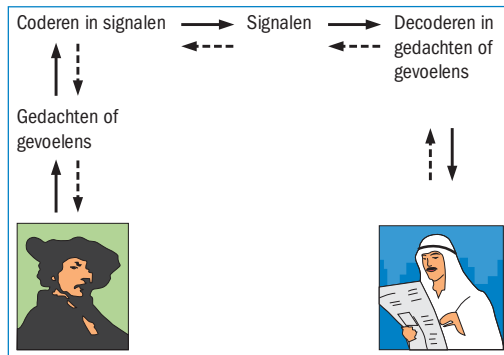 Coderen in signalen
Signalen
Decoderen in
gedachten of
gevoelens
Gedachten of
gevoelens